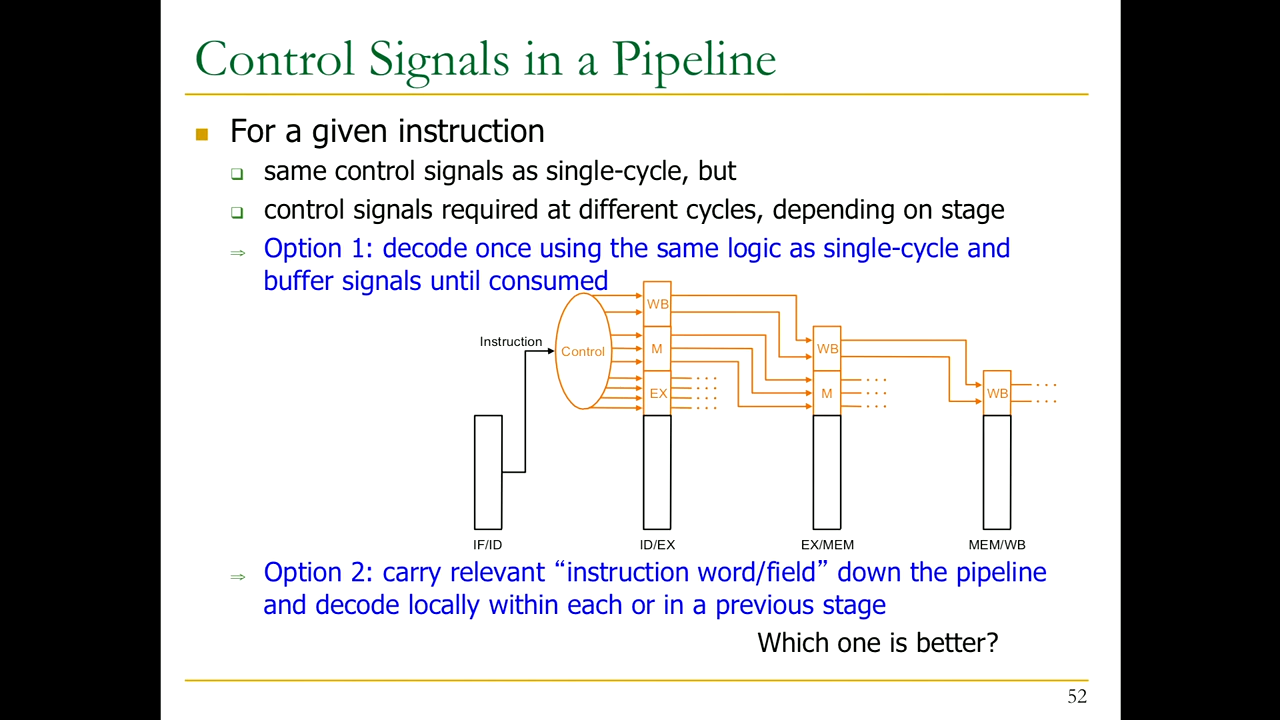 Control Signals in a Pipeline
For a given instruction
same control signals as single-cycle, but
control signals required at different cycles, depending on stage
Option 1: decode once using the same logic as single-cycle and
buffer signals until consumed
WB
Instruction
Control
M
WB
EX
M
WB
IF/ID
ID/EX
EX/MEM
MEM/WB
Option 2: carry relevant “instruction word/field” down the pipeline
and decode locally within each or in a previous stage
Which one is better?
52